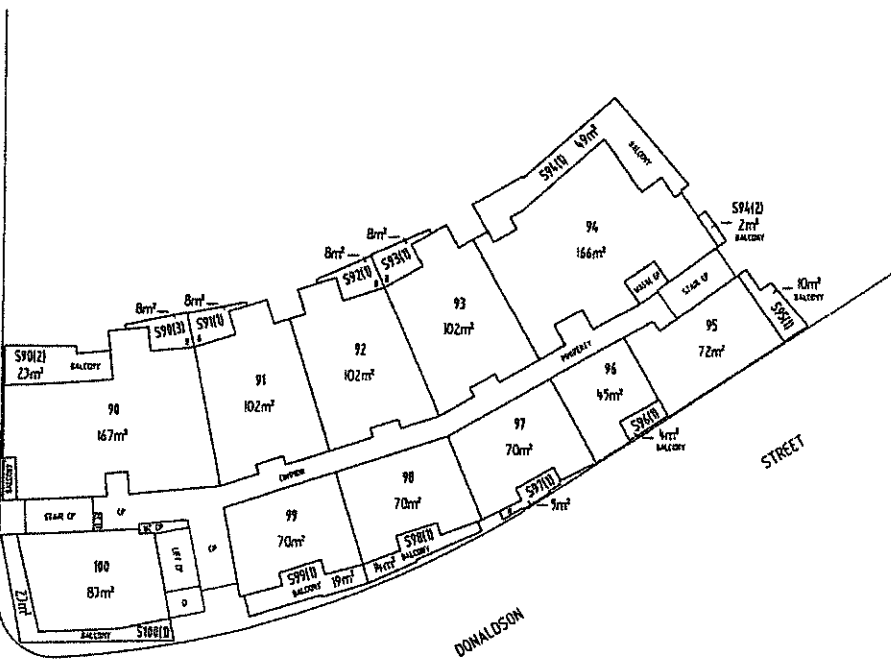 S94(1) 49m²
BALCONY
94
166m²
S94(2)
2m²
BALCONY
10m²
BALCONY
S95(1)
8m²
8m²
S92(1)
S93(1)
93
102m²
STAIR CP
95
72m²
8m²
8m²
S90(3)
S91(1)
92
102m²
91
102m²
S90(2)
23m²
BALCONY
90
167m²
BALCONY
PROPERTY
96
45m²
S96(1)
4m²
BALCONY
97
70m²
S97(1)
5m²
COMMON
98
70m²
S98(1)
BALCONY
14m²
99
70m²
S99(1)
BALCONY
19m²
STAIR CP
CP
CP
LIFT CP
D
100
83m²
23m²
BALCONY
S100(1)
STREET
DONALDSON